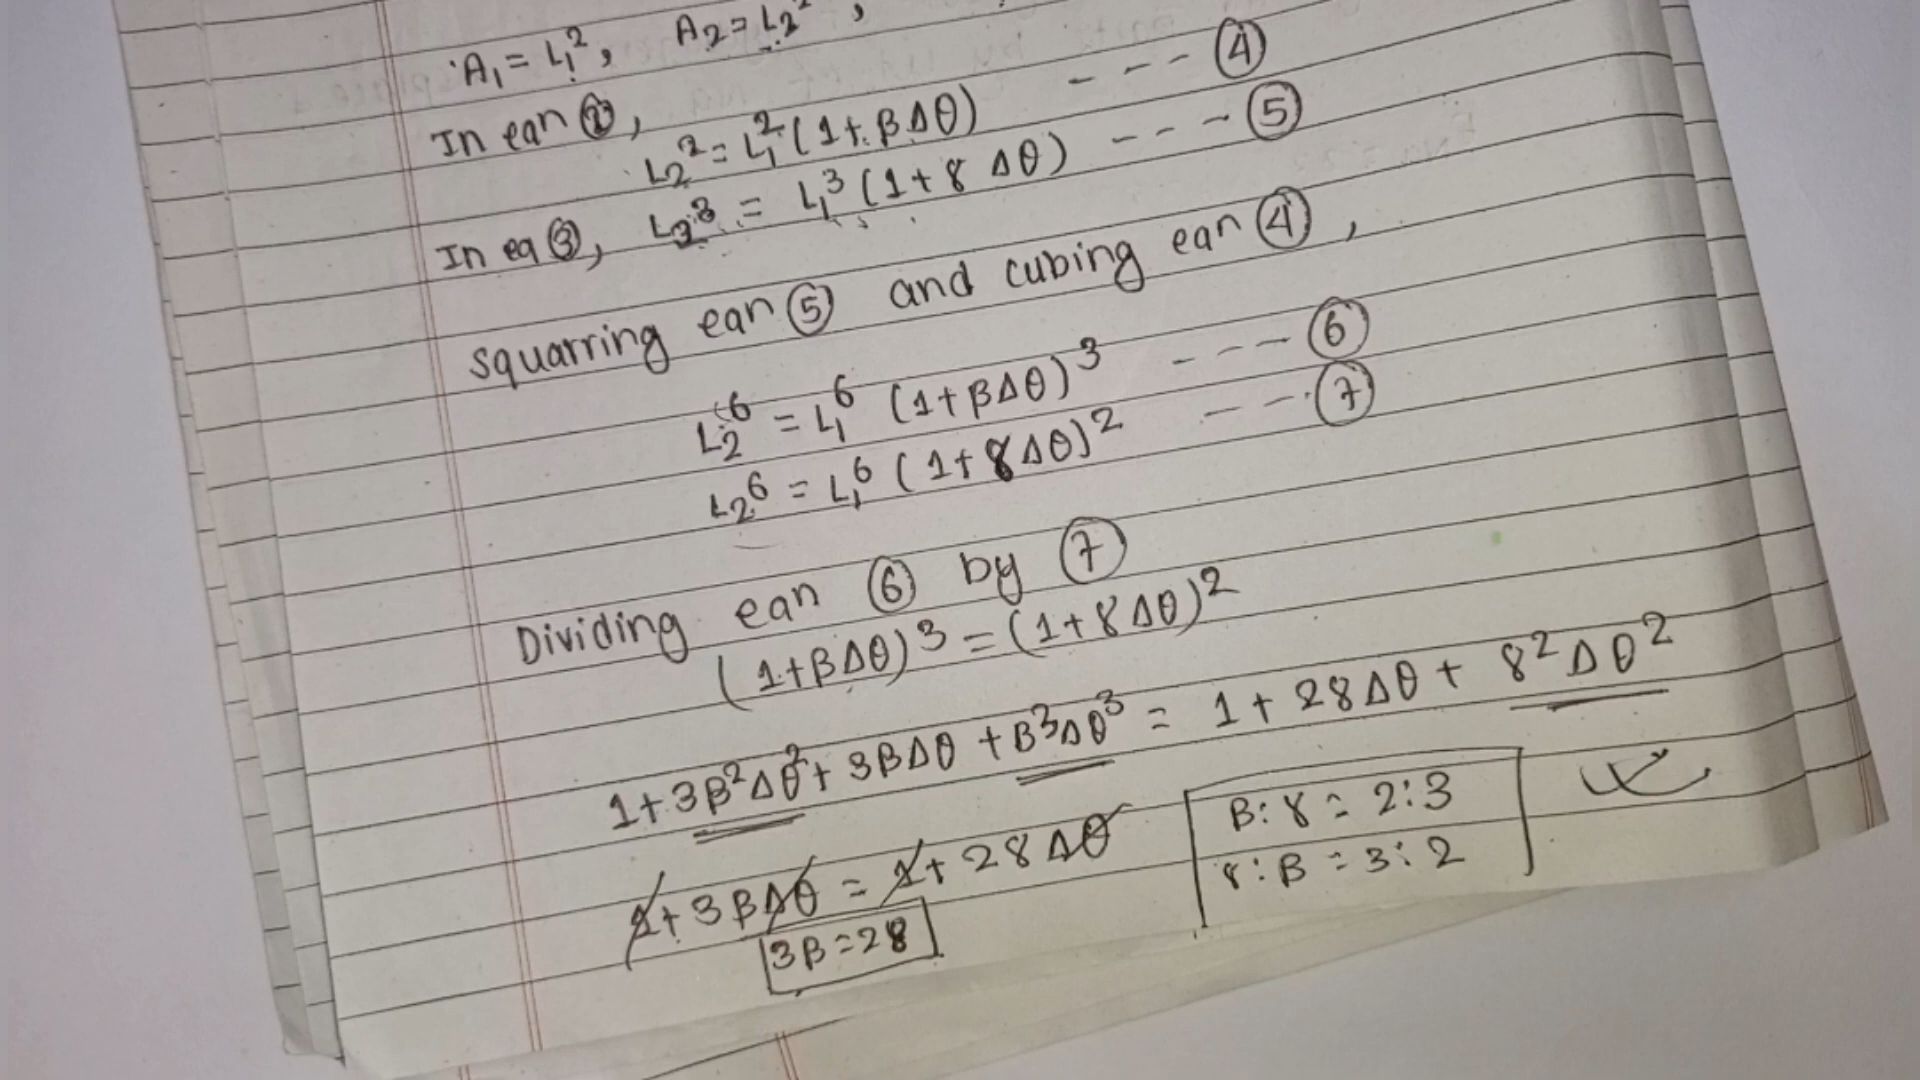 A₁ = L₁², A₂ = L₂²,
In eqn ②,
L₂² = L₁² (1 + βΔθ) - - - ④
In eq ③, L₂³ = L₁³ (1 + γ Δθ) - - - ⑤
squarring eqn ⑤ and cubing eqn ④,
L₂⁶ = L₁⁶ (1 + βΔθ)³ - - - ⑥
L₂⁶ = L₁⁶ (1 + γΔθ)² - - - ⑦
Dividing eqn ⑥ by ⑦
(1 + βΔθ)³ = (1 + γΔθ)²
1 + 3β²Δθ² + 3βΔθ + β³Δθ³ = 1 + 2γΔθ + γ²Δθ²
1 + 3βΔθ = 1 + 2γΔθ
3β = 2γ
β : γ = 2 : 3
γ : β = 3 : 2